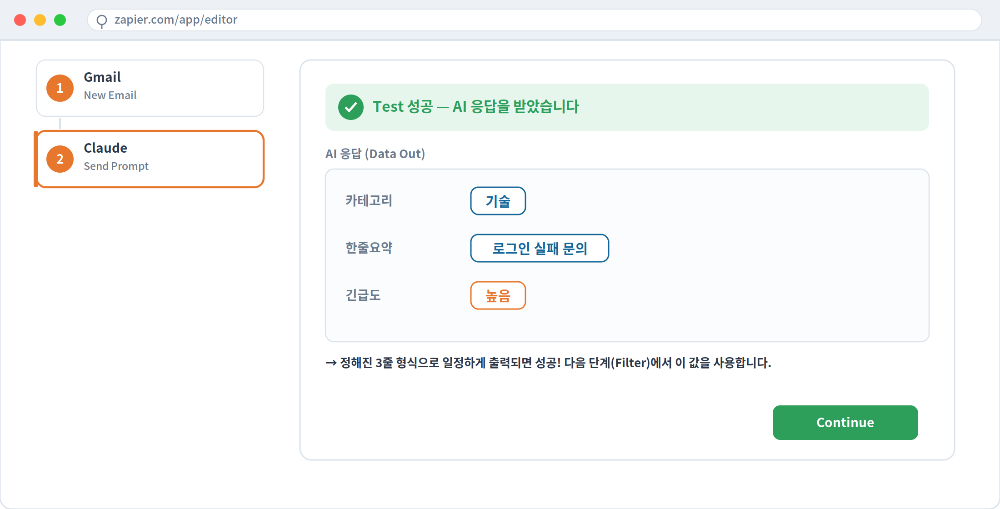 zapier.com/app/editor
1
Gmail
New Email
2
Claude
Send Prompt
Test 성공 — AI 응답을 받았습니다
AI 응답 (Data Out)
카테고리
기술
한줄요약
로그인 실패 문의
긴급도
높음
→ 정해진 3줄 형식으로 일정하게 출력되면 성공! 다음 단계(Filter)에서 이 값을 사용합니다.
Continue